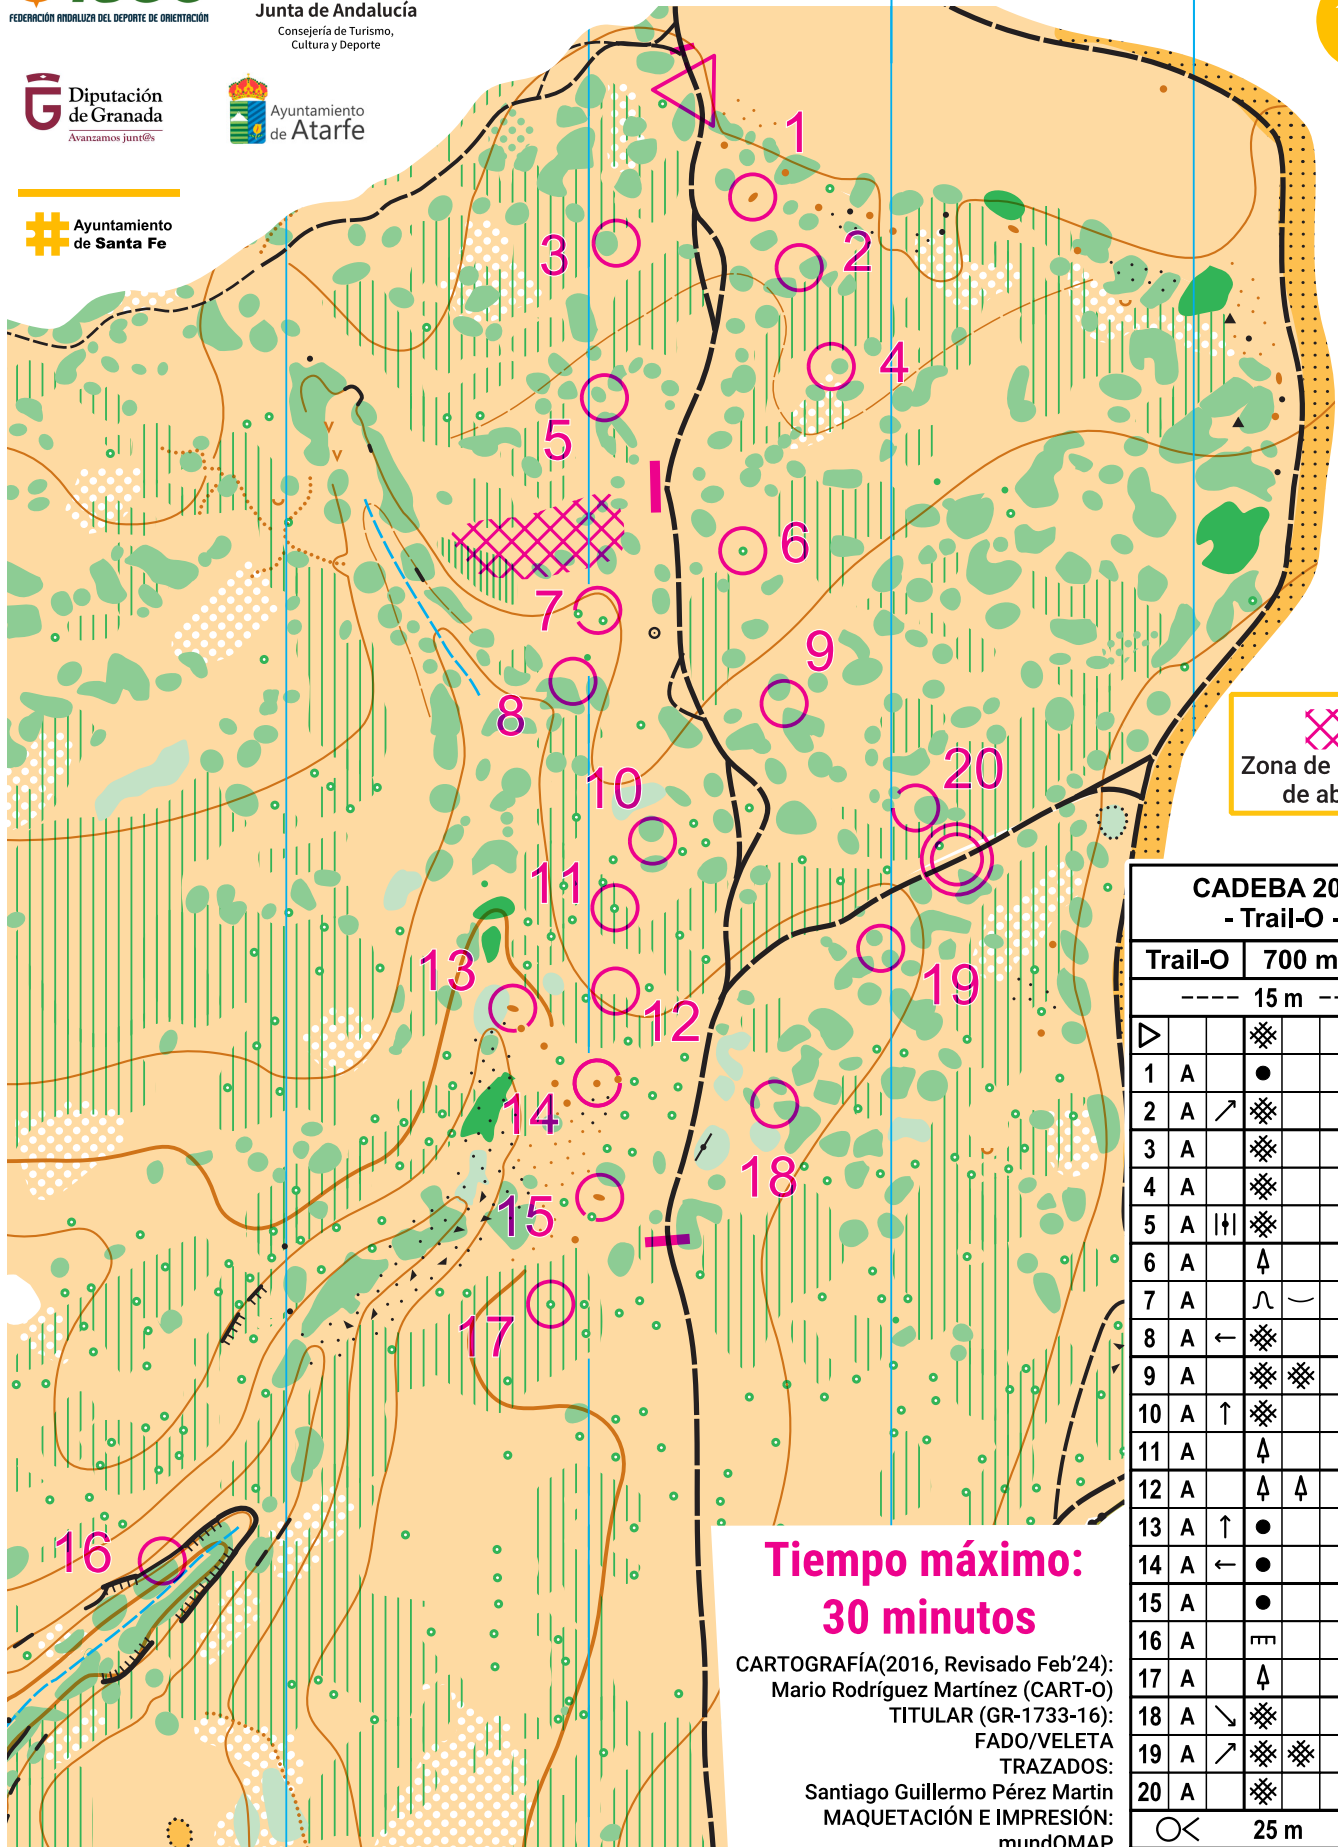 FEDERACIÓN ANDALUZA DEL DEPORTE DE ORIENTACIÓN
Junta de Andalucía
Consejería de Turismo,
Cultura y Deporte
Diputación
de Granada
Avanzamos junt@s
Ayuntamiento
de Atarfe
Ayuntamiento
de Santa Fe
1
2
3
4
5
6
7
8
9
10
11
12
13
14
15
16
17
18
19
20
Zona de
de ab
CADEBA 20
- Trail-O -
Trail-O 700 m
15 m
1 A
2 A
3 A
4 A
5 A
6 A
7 A
8 A
9 A
10 A
11 A
12 A
13 A
14 A
15 A
16 A
17 A
18 A
19 A
20 A
25 m
Tiempo máximo:
30 minutos
CARTOGRAFÍA(2016, Revisado Feb'24):
Mario Rodríguez Martínez (CART-O)
TITULAR (GR-1733-16):
FADO/VELETA
TRAZADOS:
Santiago Guillermo Pérez Martin
MAQUETACIÓN E IMPRESIÓN:
mundOMAP